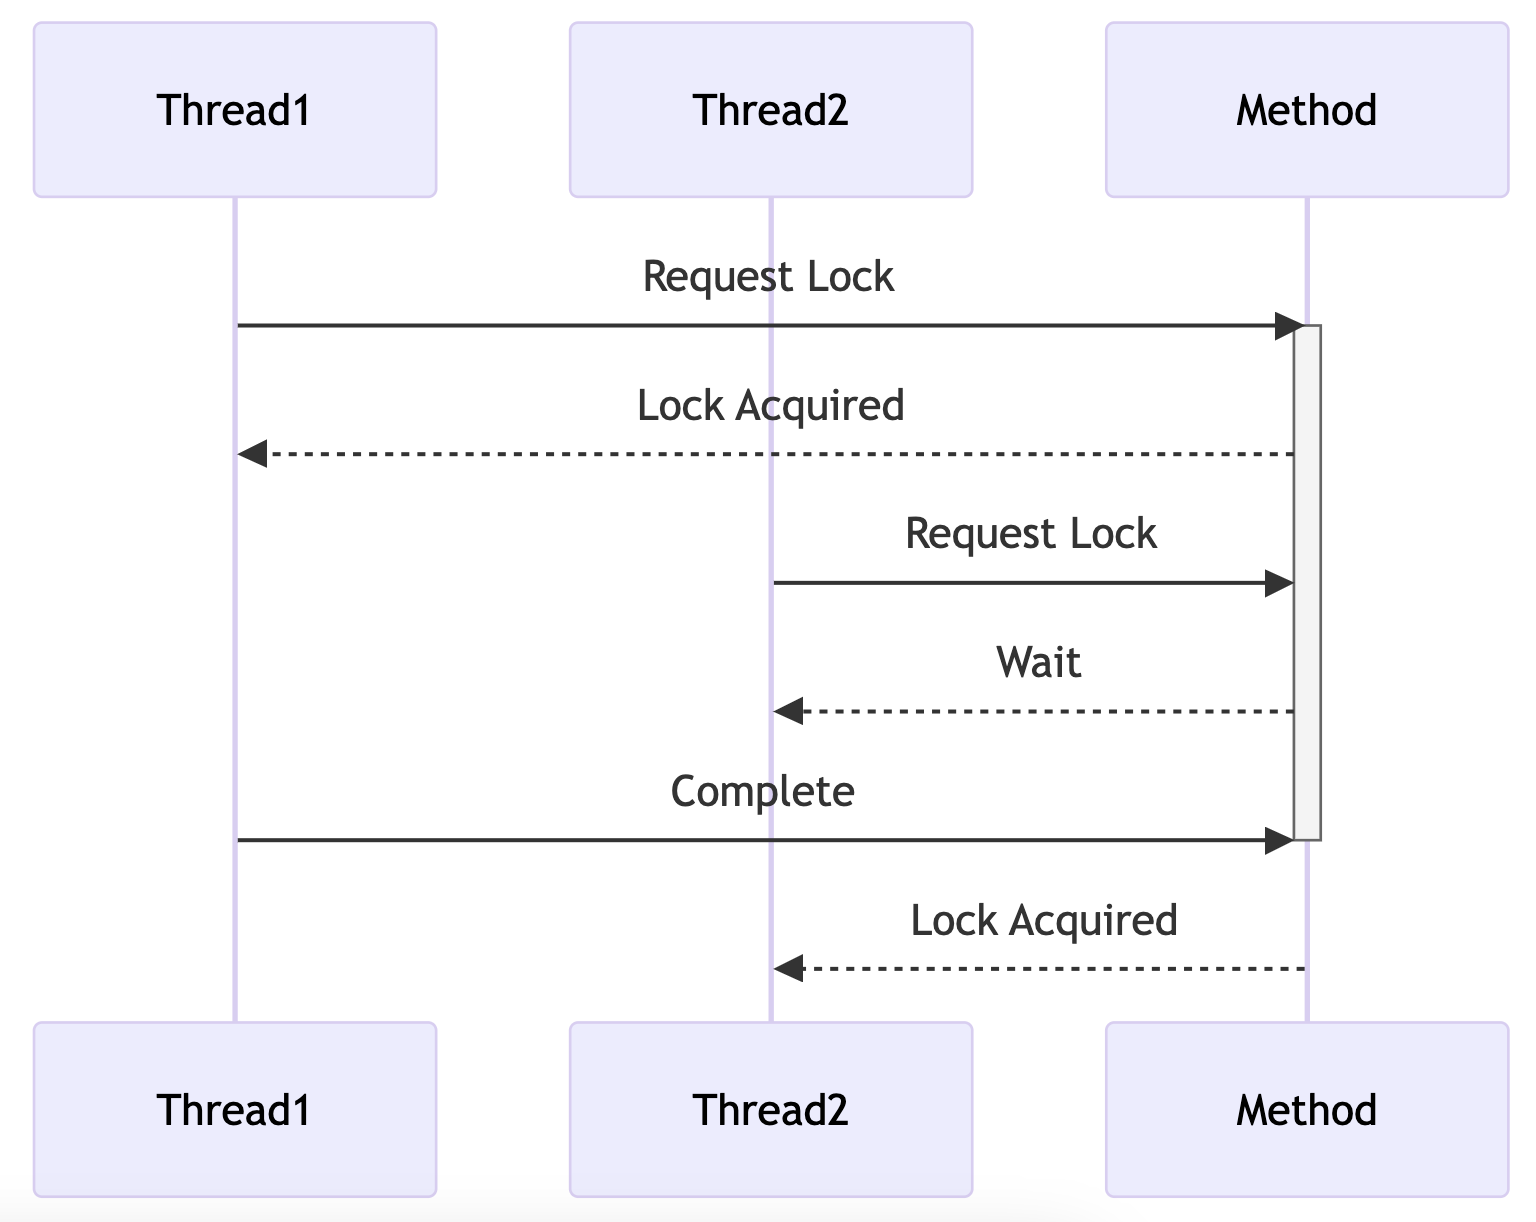 Thread1
Thread2
Method
Request Lock
Lock Acquired
Request Lock
Wait
Complete
Lock Acquired
Thread1
Thread2
Method